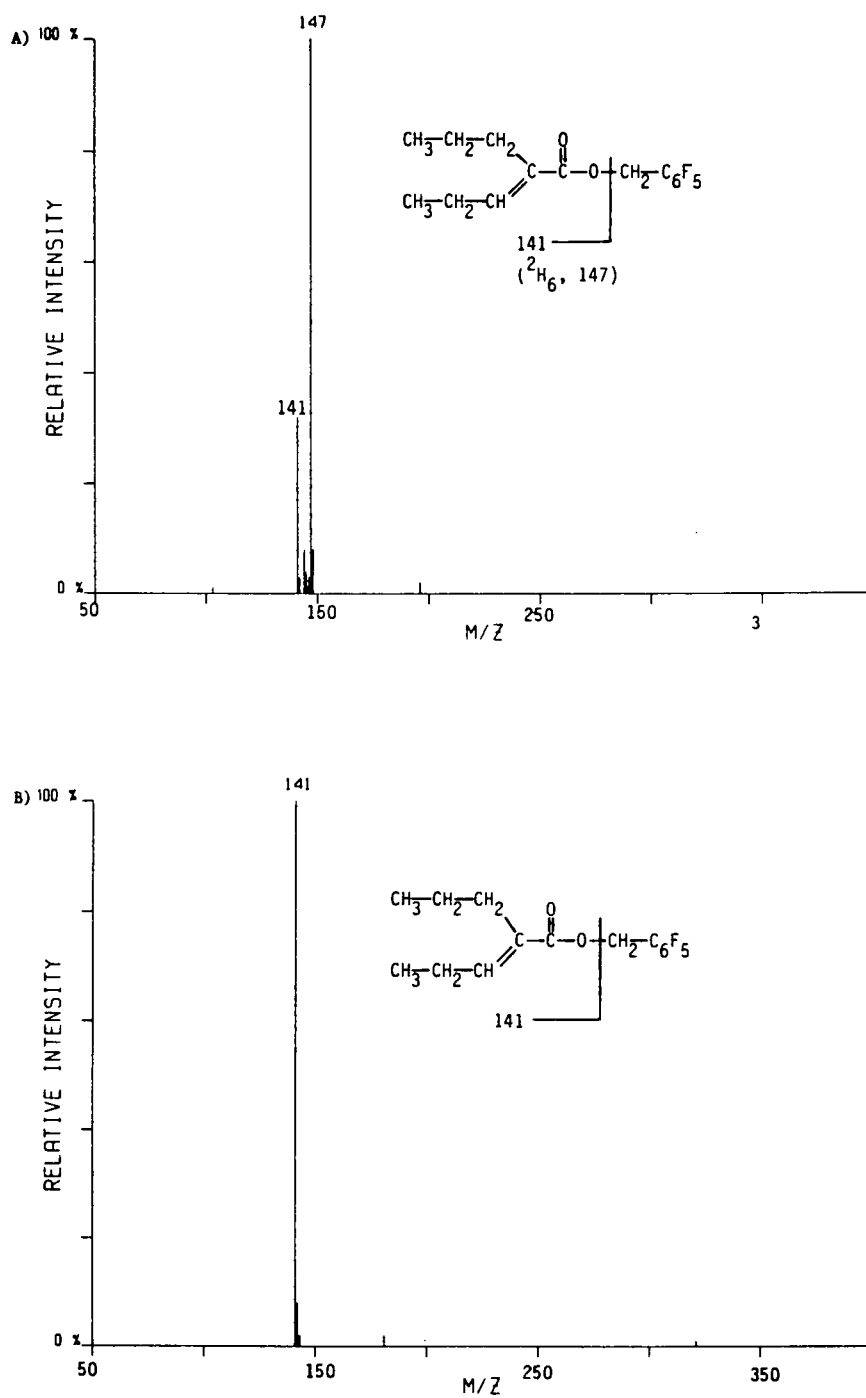 147
A) 100 %
RELATIVE INTENSITY
CH3-CH2-CH2
O
C-C-O-CH2-C6F5
CH3-CH2-CH
141
(2H6, 147)
141
0 %
50 150 250 3
M/Z
141
B) 100 %
RELATIVE INTENSITY
CH3-CH2-CH2
O
C-C-O-CH2-C6F5
CH3-CH2-CH
141
0 %
50 150 250 350
M/Z